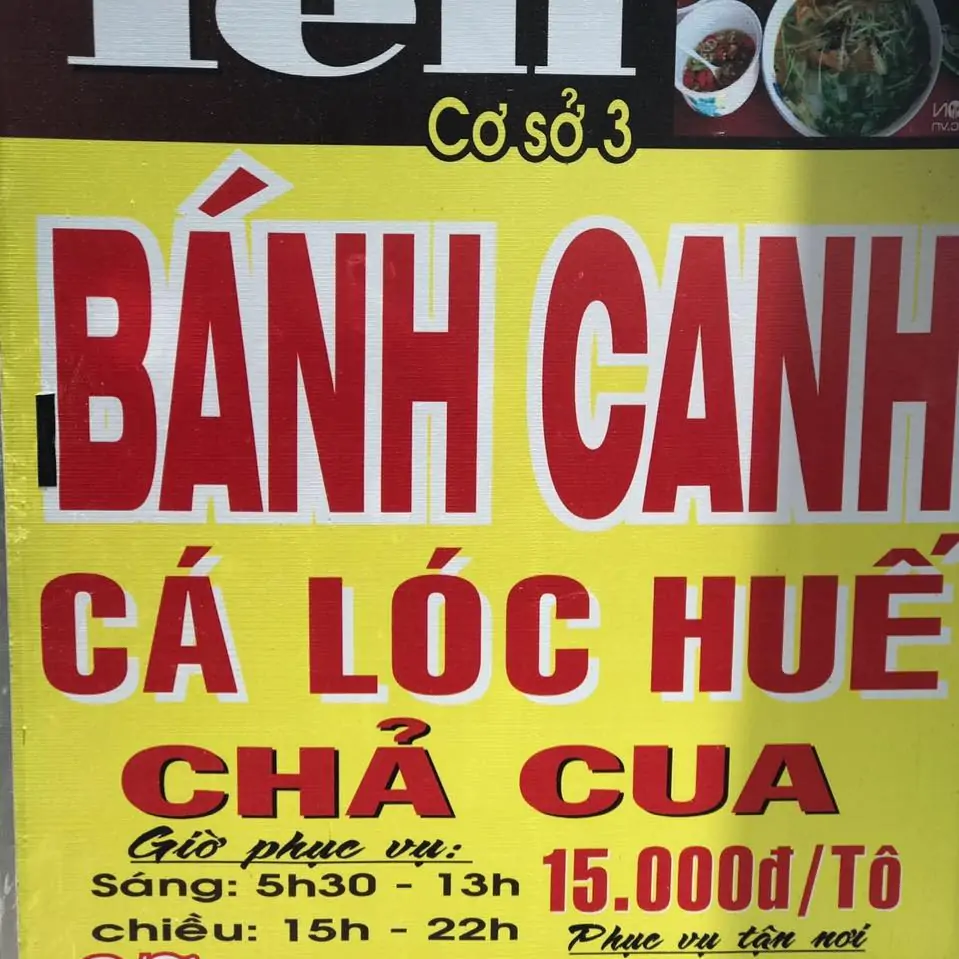 Cơ sở 3
BÁNH CANH
CÁ LÓC HUẾ
CHẢ CUA
Giờ phục vụ:
Sáng: 5h30 - 13h
chiều: 15h - 22h
15.000đ/Tô
Phục vụ tận nơi